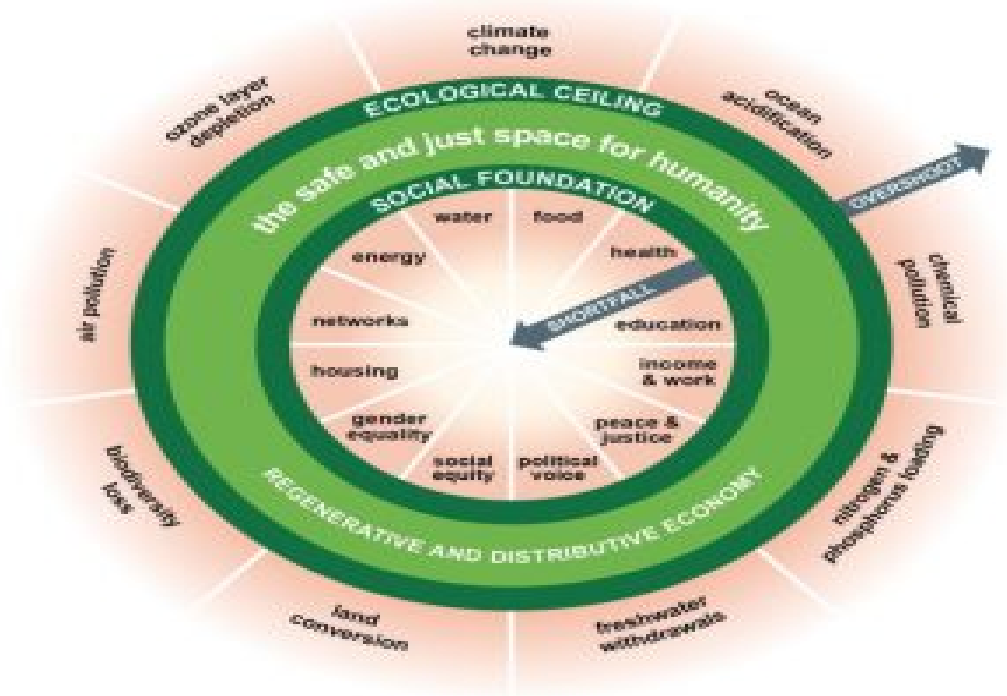 climate
change
ozone layer
depletion
ocean
acidification
ECOLOGICAL CEILING
the safe and just space for humanity
SOCIAL FOUNDATION
OVERSHOOT
water
food
energy
health
air pollution
chemical
pollution
SHORTFALL
networks
education
housing
income
& work
gender
equality
peace &
justice
social
equity
political
voice
biodiversity
loss
nitrogen &
phosphorus loading
REGENERATIVE AND DISTRIBUTIVE ECONOMY
land
conversion
freshwater
withdrawals